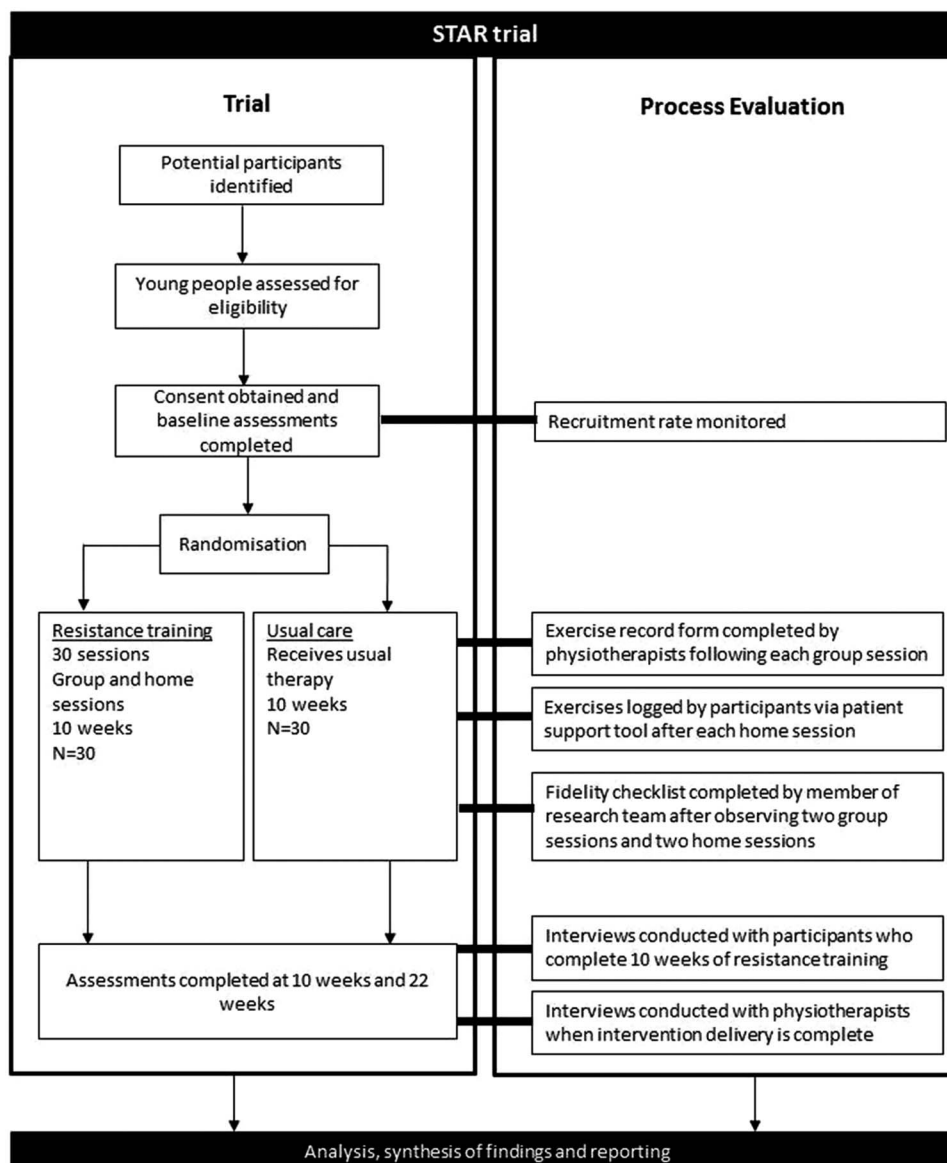 STAR trial
Trial
Potential participants
identified
Young people assessed for
eligibility
Consent obtained and
baseline assessments
completed
Randomisation
Resistance training
30 sessions
Group and home
sessions
10 weeks
N=30
Usual care
Receives usual
therapy
10 weeks
N=30
Assessments completed at 10 weeks and 22
weeks
Process Evaluation
Recruitment rate monitored
Exercise record form completed by
physiotherapists following each group session
Exercises logged by participants via patient
support tool after each home session
Fidelity checklist completed by member of
research team after observing two group
sessions and two home sessions
Interviews conducted with participants who
complete 10 weeks of resistance training
Interviews conducted with physiotherapists
when intervention delivery is complete
Analysis, synthesis of findings and reporting